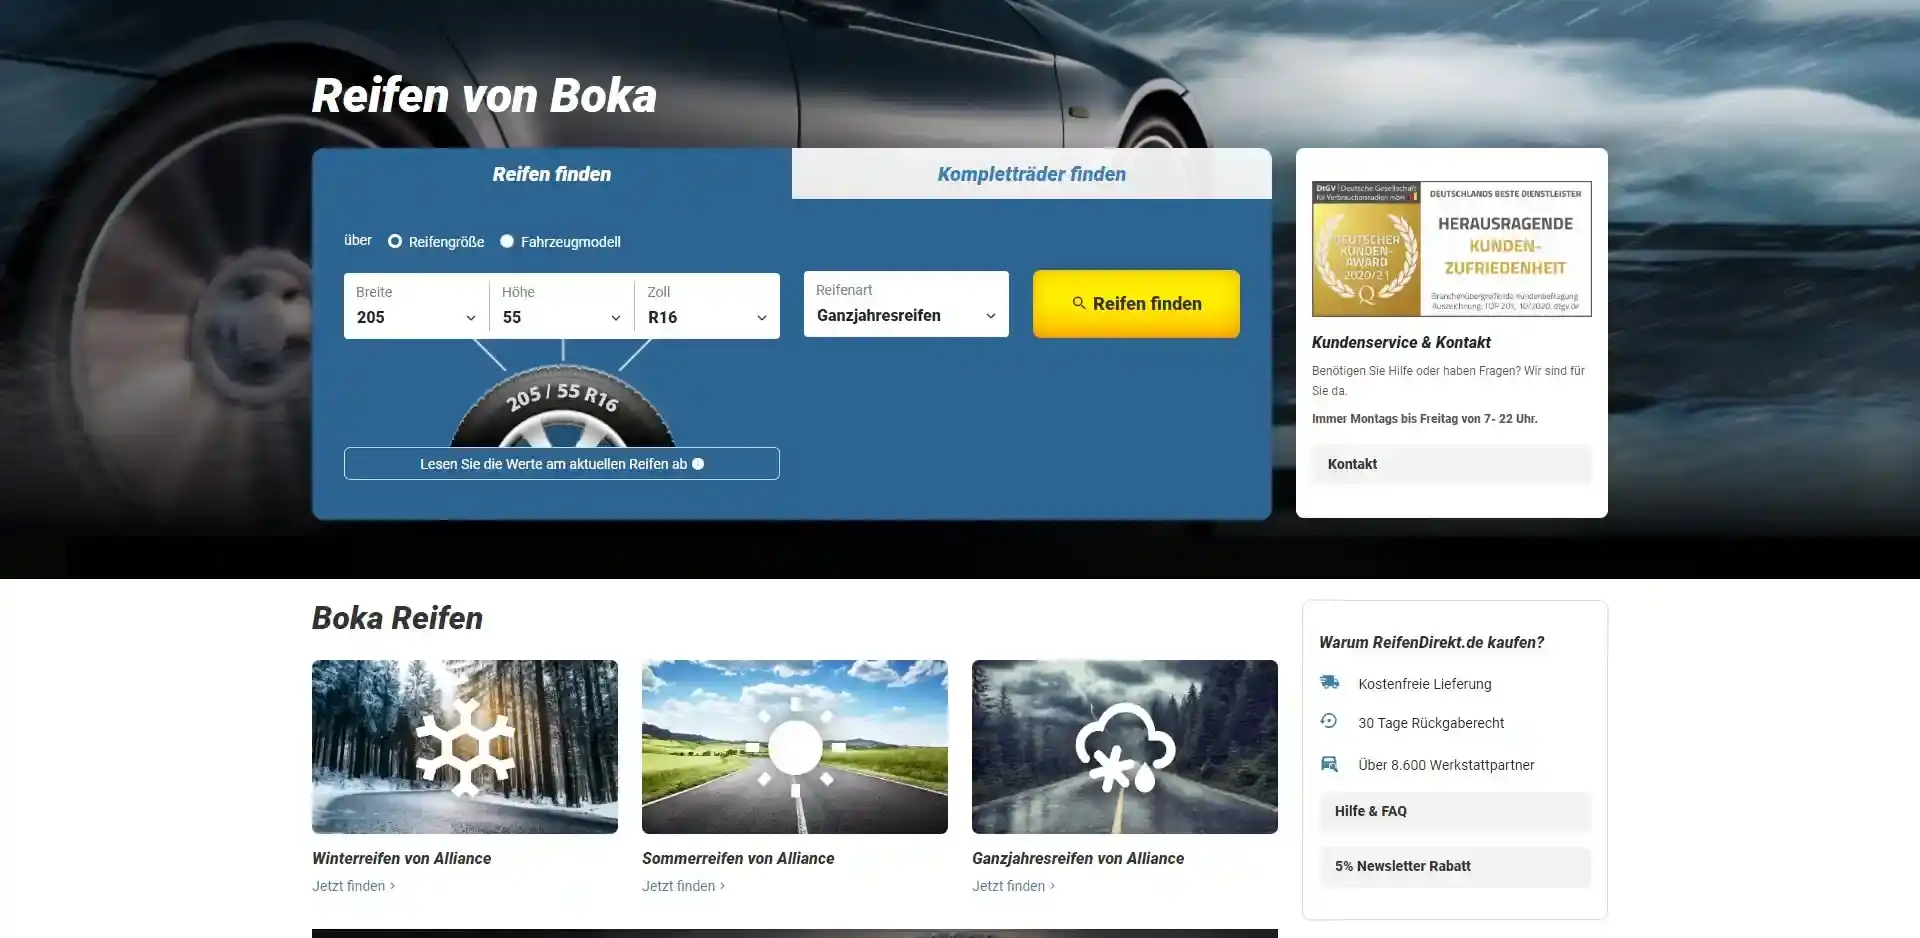 Reifen von Boka
Reifen finden
Kompletträder finden
über Reifengröße Fahrzeugmodell
Breite
205
Höhe
55
Zoll
R16
Reifenart
Ganzjahresreifen
Reifen finden
205 / 55 R16
Lesen Sie die Werte am aktuellen Reifen ab
DtGV | Deutsche Gesellschaft
für Verbraucherstudien mbH
DEUTSCHER
KUNDEN-
AWARD
2020/21
DEUTSCHLANDS BESTE DIENSTLEISTER
HERAUSRAGENDE
KUNDEN-
ZUFRIEDENHEIT
Branchenübergreifende Kundenbefragung
Auszeichnung: TOP 20%, 10/2020, dtgv.de
Kundenservice & Kontakt
Benötigen Sie Hilfe oder haben Fragen? Wir sind für
Sie da.
Immer Montags bis Freitag von 7- 22 Uhr.
Kontakt
Boka Reifen
Winterreifen von Alliance
Jetzt finden
Sommerreifen von Alliance
Jetzt finden
Ganzjahresreifen von Alliance
Jetzt finden
Warum ReifenDirekt.de kaufen?
Kostenfreie Lieferung
30 Tage Rückgaberecht
Über 8.600 Werkstattpartner
Hilfe & FAQ
5% Newsletter Rabatt